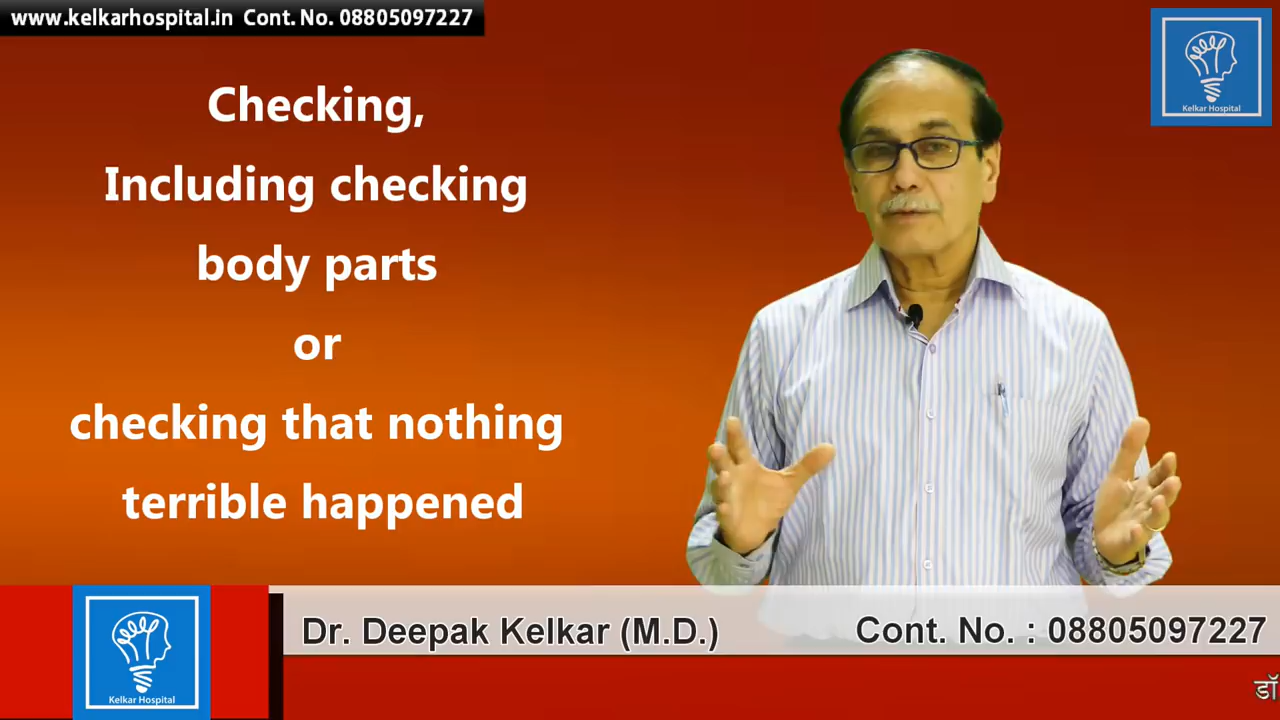 www.kelkarhospital.in Cont. No. 08805097227
Kelkar Hospital
Checking,
Including checking
body parts
or
checking that nothing
terrible happened
Kelkar Hospital
Dr. Deepak Kelkar (M.D.)
Cont. No. : 08805097227
डॉ